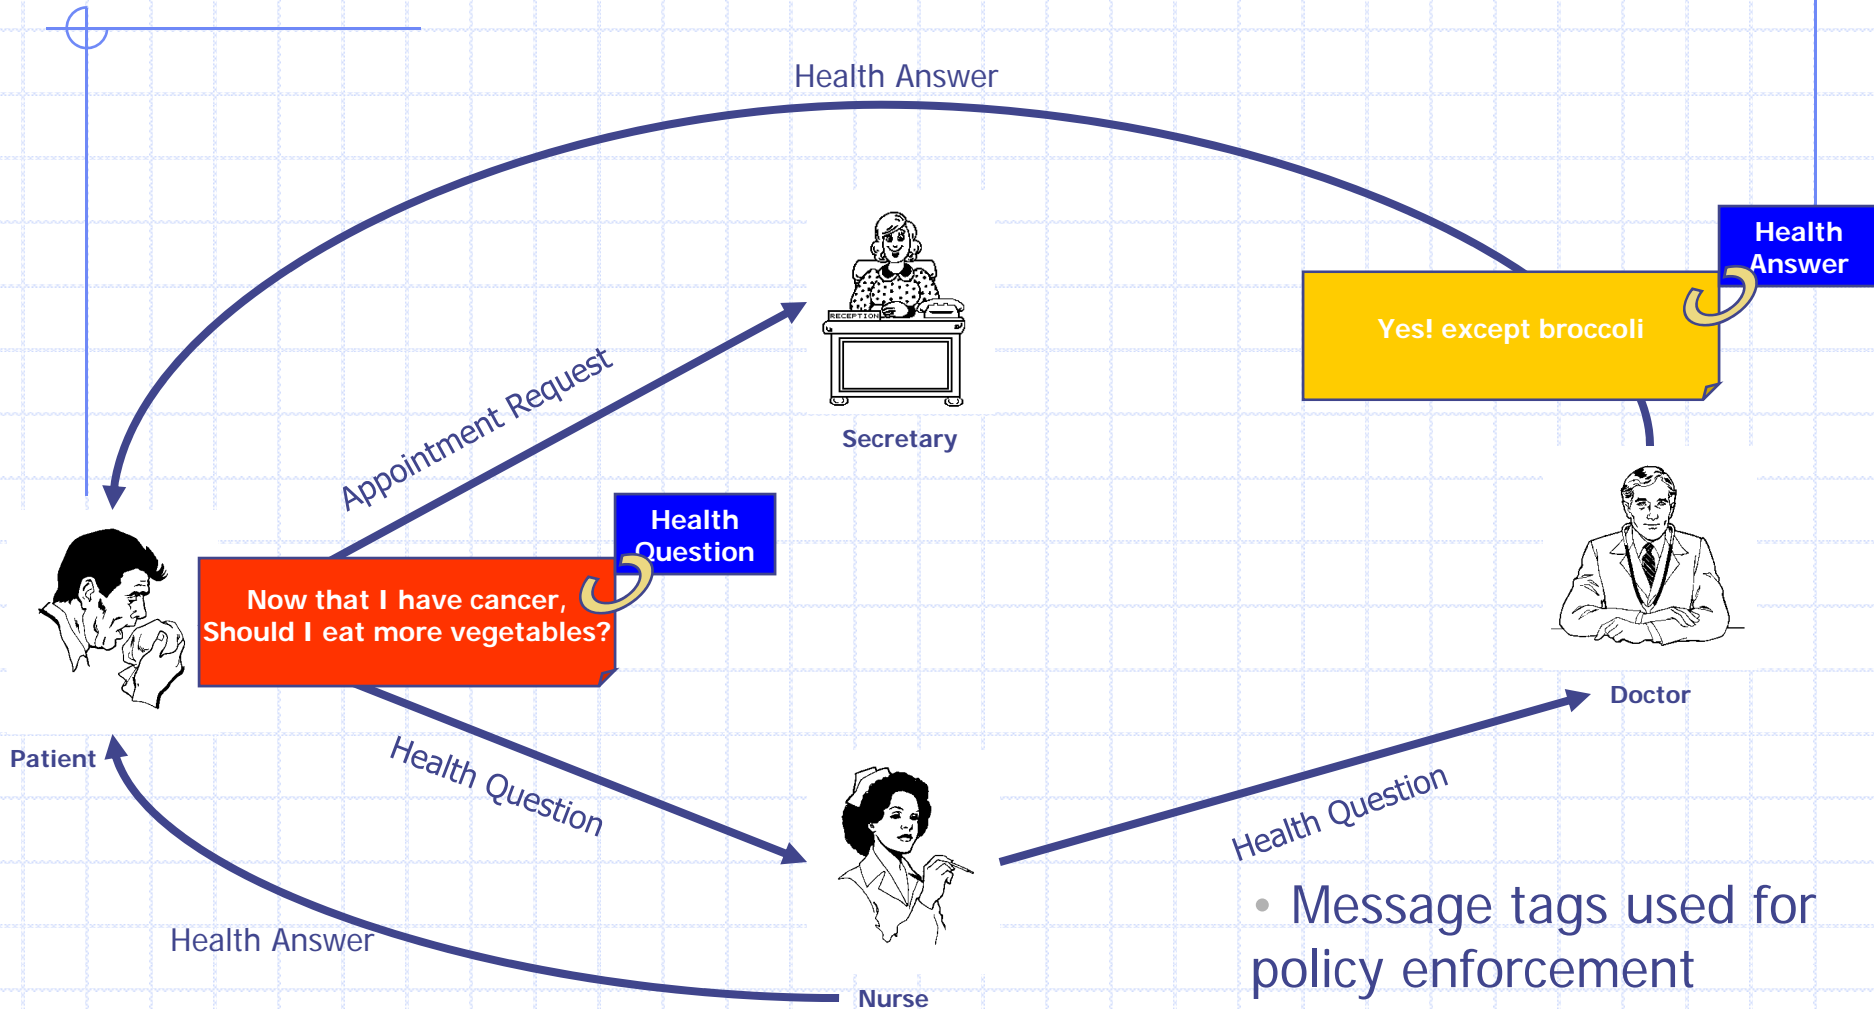 Health Answer
Health
Answer
Yes! except broccoli
RECEPTION
Secretary
Appointment Request
Health
Question
Now that I have cancer,
Should I eat more vegetables?
Patient
Doctor
Health Question
Health Question
Health Answer
Nurse
• Message tags used for
policy enforcement